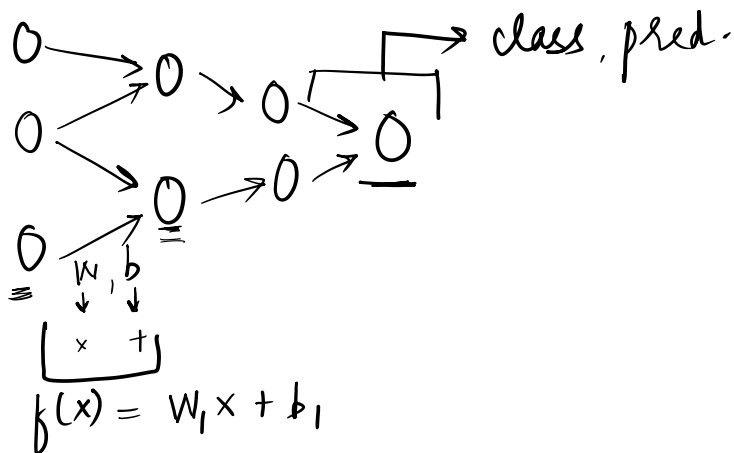 class, pred.
w, b
x +
f(x) = W₁x + b₁